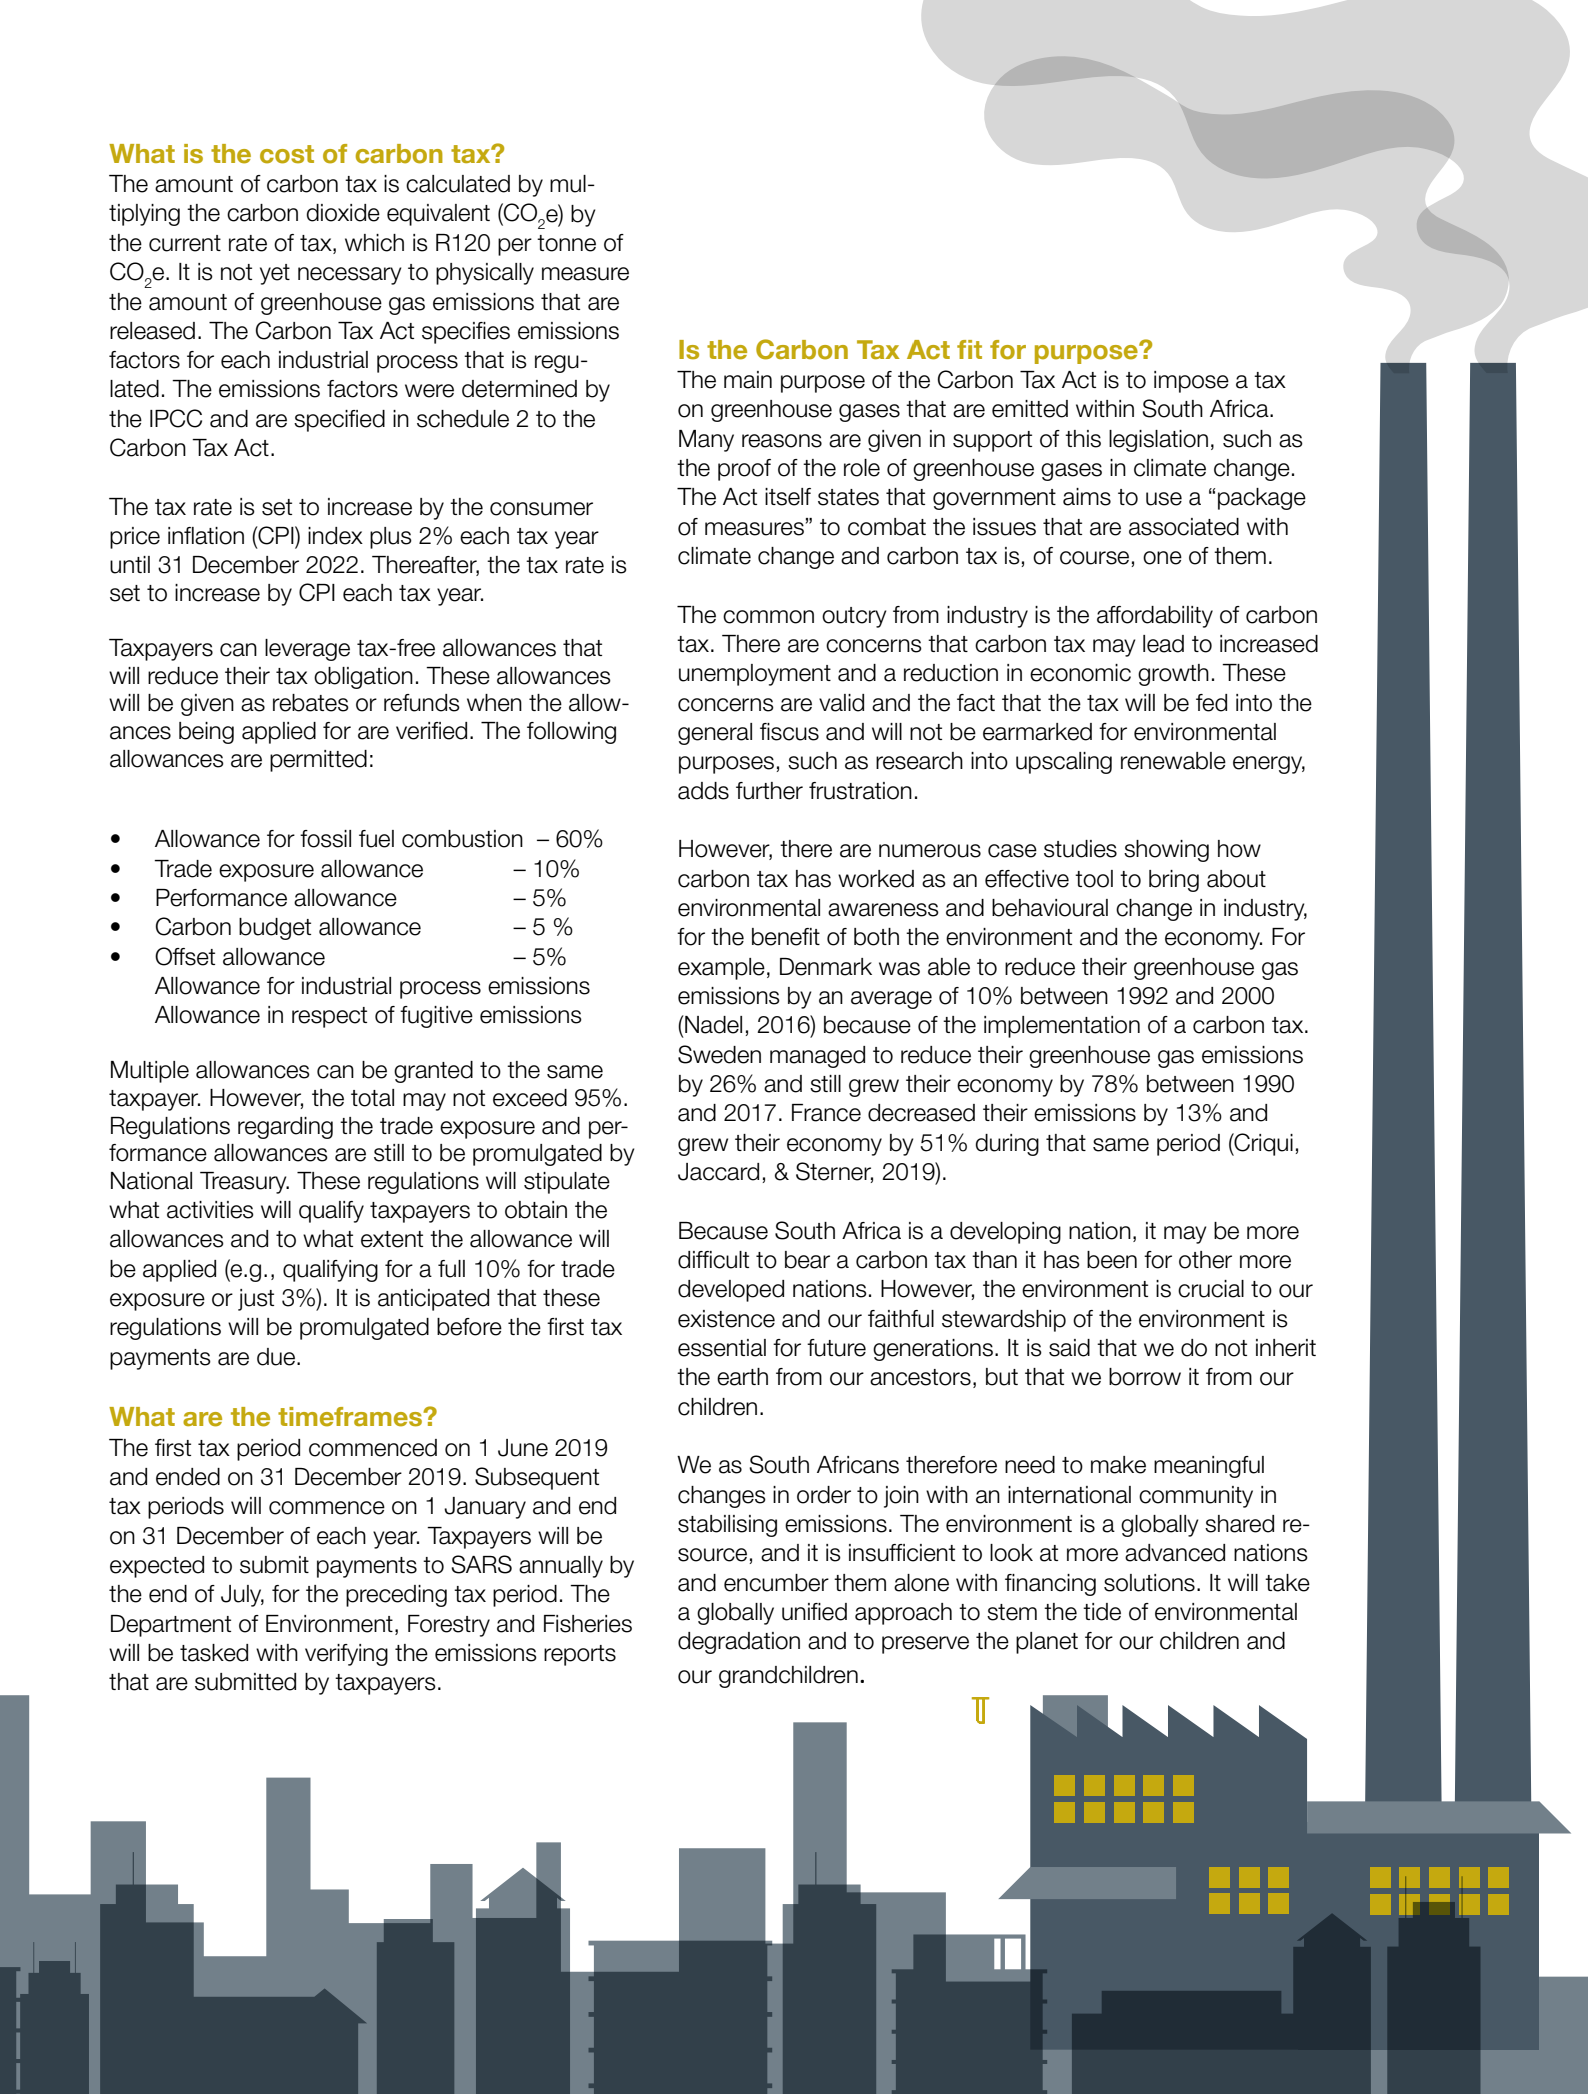 What is the cost of carbon tax?
The amount of carbon tax is calculated by mul-
tiplying the carbon dioxide equivalent (CO₂e) by
the current rate of tax, which is R120 per tonne of
CO₂e. It is not yet necessary to physically measure
the amount of greenhouse gas emissions that are
released. The Carbon Tax Act specifies emissions
factors for each industrial process that is regu-
lated. The emissions factors were determined by
the IPCC and are specified in schedule 2 to the
Carbon Tax Act.
The tax rate is set to increase by the consumer
price inflation (CPI) index plus 2% each tax year
until 31 December 2022. Thereafter, the tax rate is
set to increase by CPI each tax year.
Taxpayers can leverage tax-free allowances that
will reduce their tax obligation. These allowances
will be given as rebates or refunds when the allow-
ances being applied for are verified. The following
allowances are permitted:
• Allowance for fossil fuel combustion – 60%
• Trade exposure allowance – 10%
• Performance allowance – 5%
• Carbon budget allowance – 5 %
• Offset allowance – 5%
Allowance for industrial process emissions
Allowance in respect of fugitive emissions
Multiple allowances can be granted to the same
taxpayer. However, the total may not exceed 95%.
Regulations regarding the trade exposure and per-
formance allowances are still to be promulgated by
National Treasury. These regulations will stipulate
what activities will qualify taxpayers to obtain the
allowances and to what extent the allowance will
be applied (e.g., qualifying for a full 10% for trade
exposure or just 3%). It is anticipated that these
regulations will be promulgated before the first tax
payments are due.
What are the timeframes?
The first tax period commenced on 1 June 2019
and ended on 31 December 2019. Subsequent
tax periods will commence on 1 January and end
on 31 December of each year. Taxpayers will be
expected to submit payments to SARS annually by
the end of July, for the preceding tax period. The
Department of Environment, Forestry and Fisheries
will be tasked with verifying the emissions reports
that are submitted by taxpayers.
Is the Carbon Tax Act fit for purpose?
The main purpose of the Carbon Tax Act is to impose a tax
on greenhouse gases that are emitted within South Africa.
Many reasons are given in support of this legislation, such as
the proof of the role of greenhouse gases in climate change.
The Act itself states that government aims to use a “package
of measures” to combat the issues that are associated with
climate change and carbon tax is, of course, one of them.
The common outcry from industry is the affordability of carbon
tax. There are concerns that carbon tax may lead to increased
unemployment and a reduction in economic growth. These
concerns are valid and the fact that the tax will be fed into the
general fiscus and will not be earmarked for environmental
purposes, such as research into upscaling renewable energy,
adds further frustration.
However, there are numerous case studies showing how
carbon tax has worked as an effective tool to bring about
environmental awareness and behavioural change in industry,
for the benefit of both the environment and the economy. For
example, Denmark was able to reduce their greenhouse gas
emissions by an average of 10% between 1992 and 2000
(Nadel, 2016) because of the implementation of a carbon tax.
Sweden managed to reduce their greenhouse gas emissions
by 26% and still grew their economy by 78% between 1990
and 2017. France decreased their emissions by 13% and
grew their economy by 51% during that same period (Criqui,
Jaccard, & Sterner, 2019).
Because South Africa is a developing nation, it may be more
difficult to bear a carbon tax than it has been for other more
developed nations. However, the environment is crucial to our
existence and our faithful stewardship of the environment is
essential for future generations. It is said that we do not inherit
the earth from our ancestors, but that we borrow it from our
children.
We as South Africans therefore need to make meaningful
changes in order to join with an international community in
stabilising emissions. The environment is a globally shared re-
source, and it is insufficient to look at more advanced nations
and encumber them alone with financing solutions. It will take
a globally unified approach to stem the tide of environmental
degradation and to preserve the planet for our children and
our grandchildren.